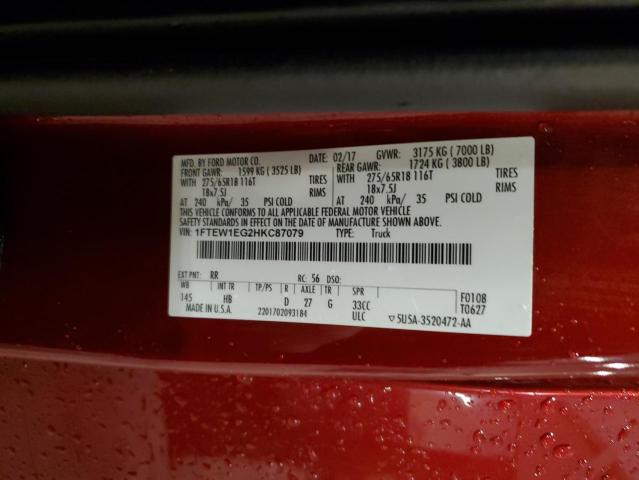 MFD. BY FORD MOTOR CO.
DATE: 02/17 GVWR: 3175 KG ( 7000 LB)
FRONT GAWR: 1599 KG ( 3525 LB) REAR GAWR: 1724 KG ( 3800 LB)
WITH 275/65R18 116T TIRES WITH 275/65R18 116T TIRES
18x7.5J RIMS 18x7.5J RIMS
AT 240 kPa/ 35 PSI COLD AT 240 kPa/ 35 PSI COLD
THIS VEHICLE CONFORMS TO ALL APPLICABLE FEDERAL MOTOR VEHICLE
SAFETY STANDARDS IN EFFECT ON THE DATE OF MANUFACTURE SHOWN ABOVE.
VIN: 1FTEW1EG2HKC87079 TYPE: Truck
EXT PNT: RR RC: 56 DSO:
WB INT TR TP/PS R AXLE TR SPR F0108
145 HB D 27 G 33CC T0627
MADE IN U.S.A. 2201702093184 ULC ▽5U5A-3520472-AA